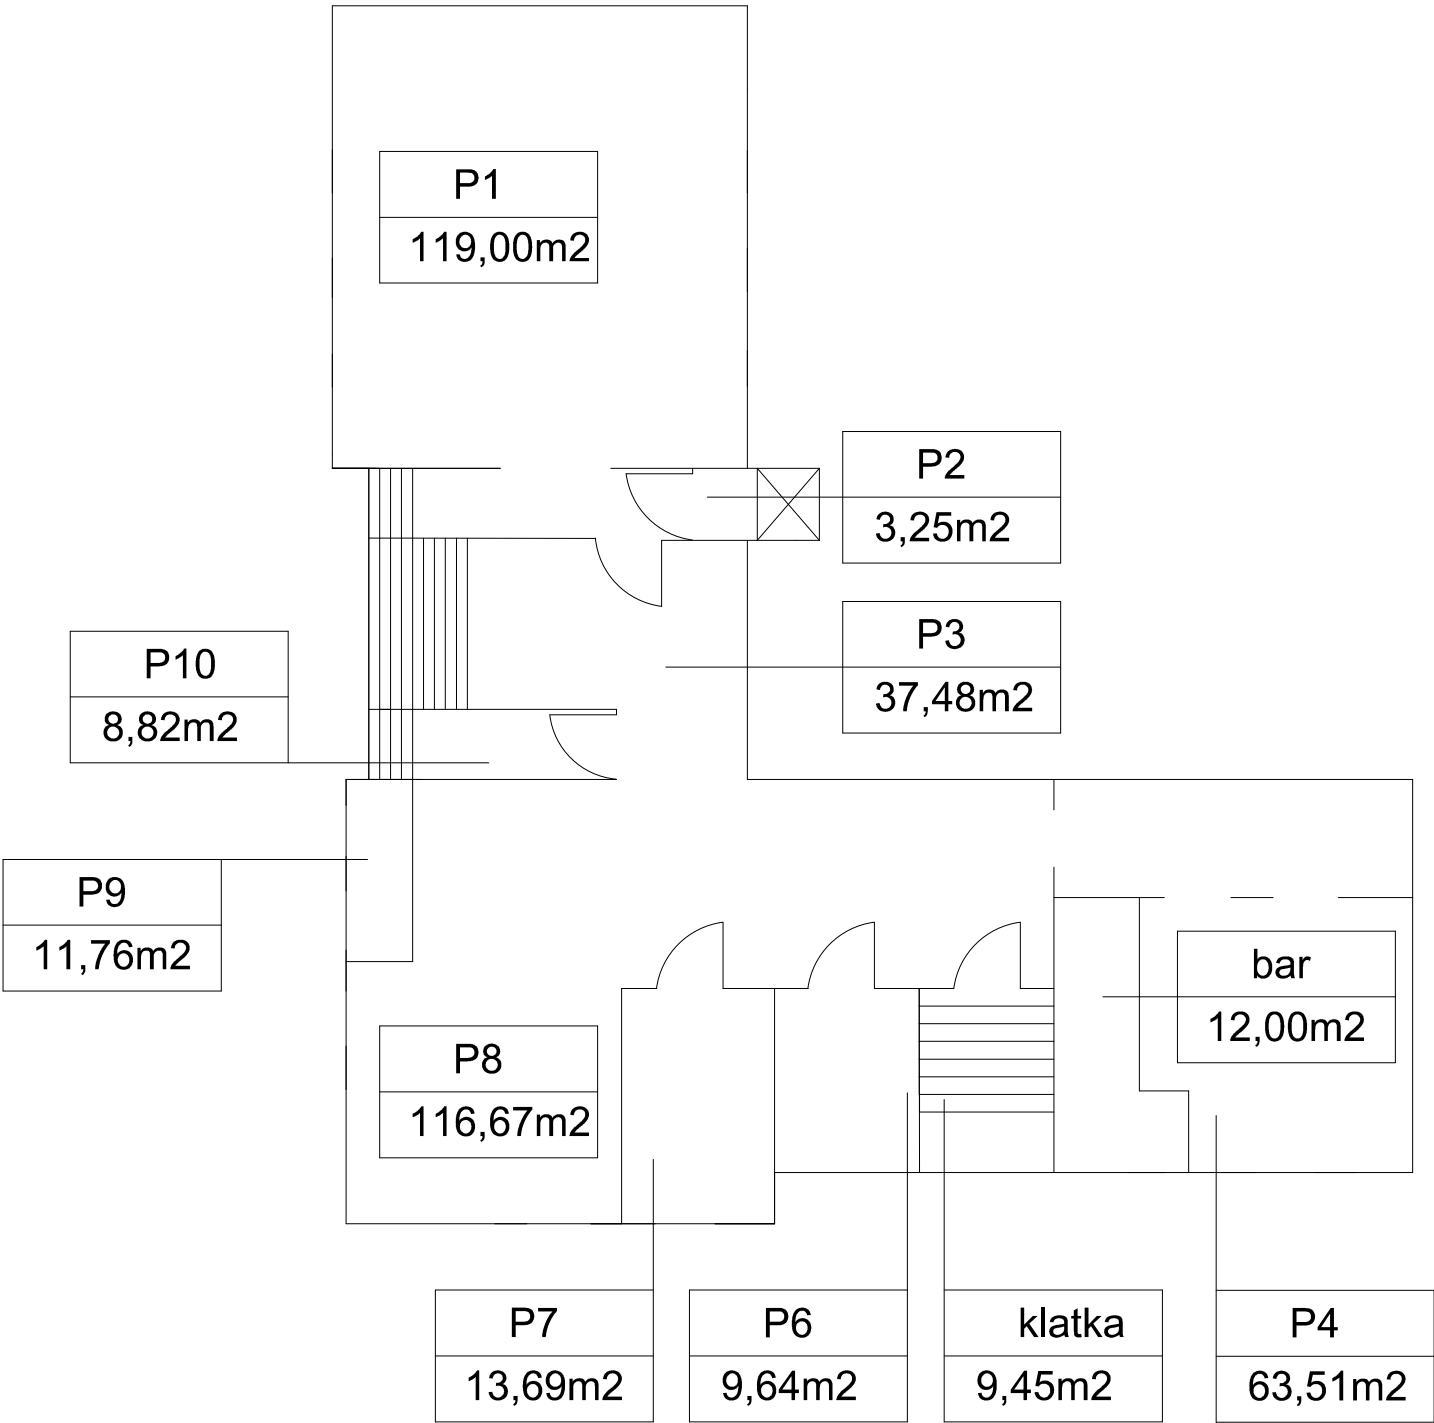 P1
119,00m2
P2
3,25m2
P3
37,48m2
P10
8,82m2
P9
11,76m2
bar
12,00m2
P8
116,67m2
P7
13,69m2
P6
9,64m2
klatka
9,45m2
P4
63,51m2